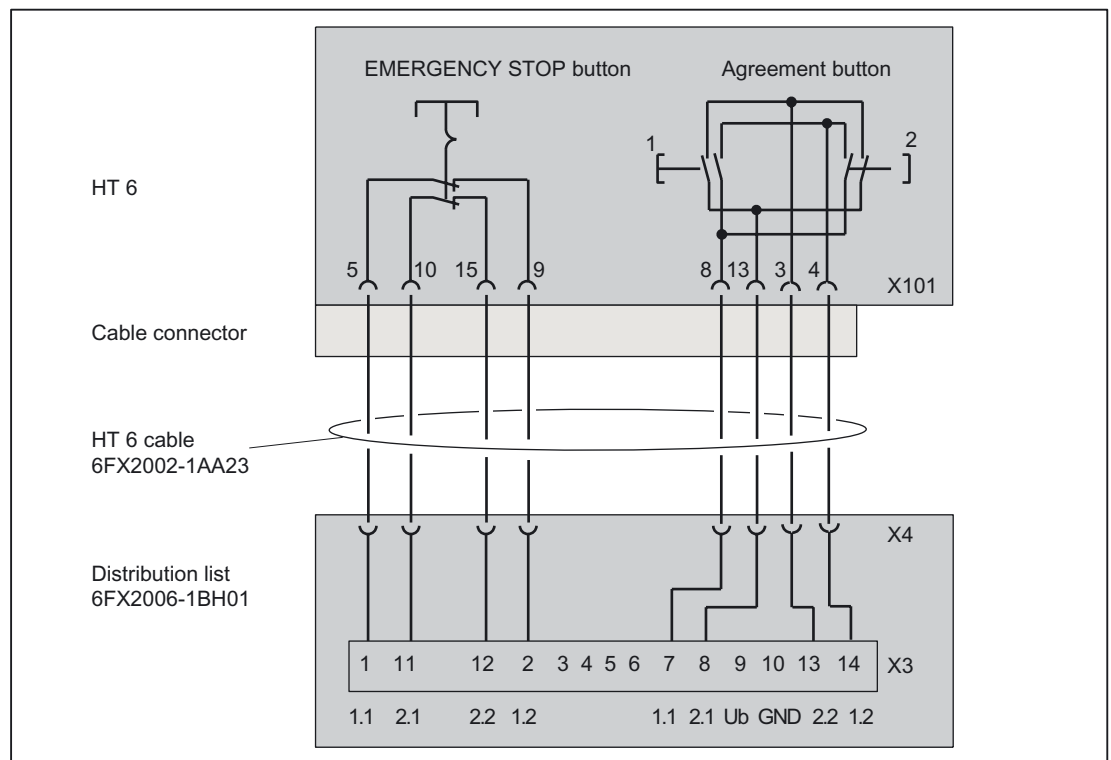 EMERGENCY STOP button Agreement button
1 2
HT 6
5 10 15 9 8 13 3 4
X101
Cable connector
HT 6 cable
6FX2002-1AA23
X4
Distribution list
6FX2006-1BH01
1 11 12 2 3 4 5 6 7 8 9 10 13 14 X3
1.1 2.1 2.2 1.2 1.1 2.1 Ub GND 2.2 1.2